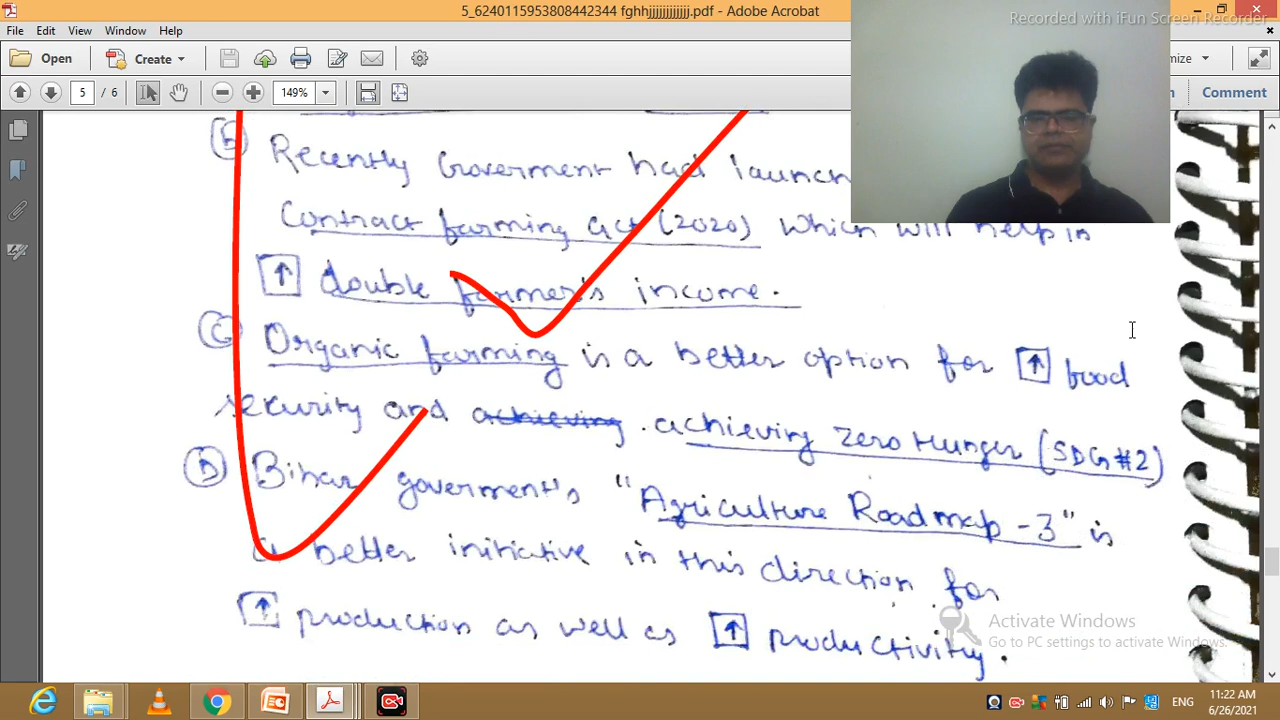 5_6240115953808442344 fghhjjjjjjjjjjjj.pdf - Adobe Acrobat
Recorded with iFun Screen Recorder
File Edit View Window Help
Open Create mize
5 / 6 149% Comment
(B) Recently Goverment had launch
Contract farming act (2020) which will help in
↑ double farmer's income.
(C) Organic farming is a better option for ↑ food
security and achieving . achieving zero Hunger (SDG #2)
(D) Bihar goverment's "Agriculture Roadmap - 3" is
a better initiative in this direction for
↑ production as well as ↑ productivity.
Activate Windows
Go to PC settings to activate Windows.
ENG
11:22 AM
6/26/2021